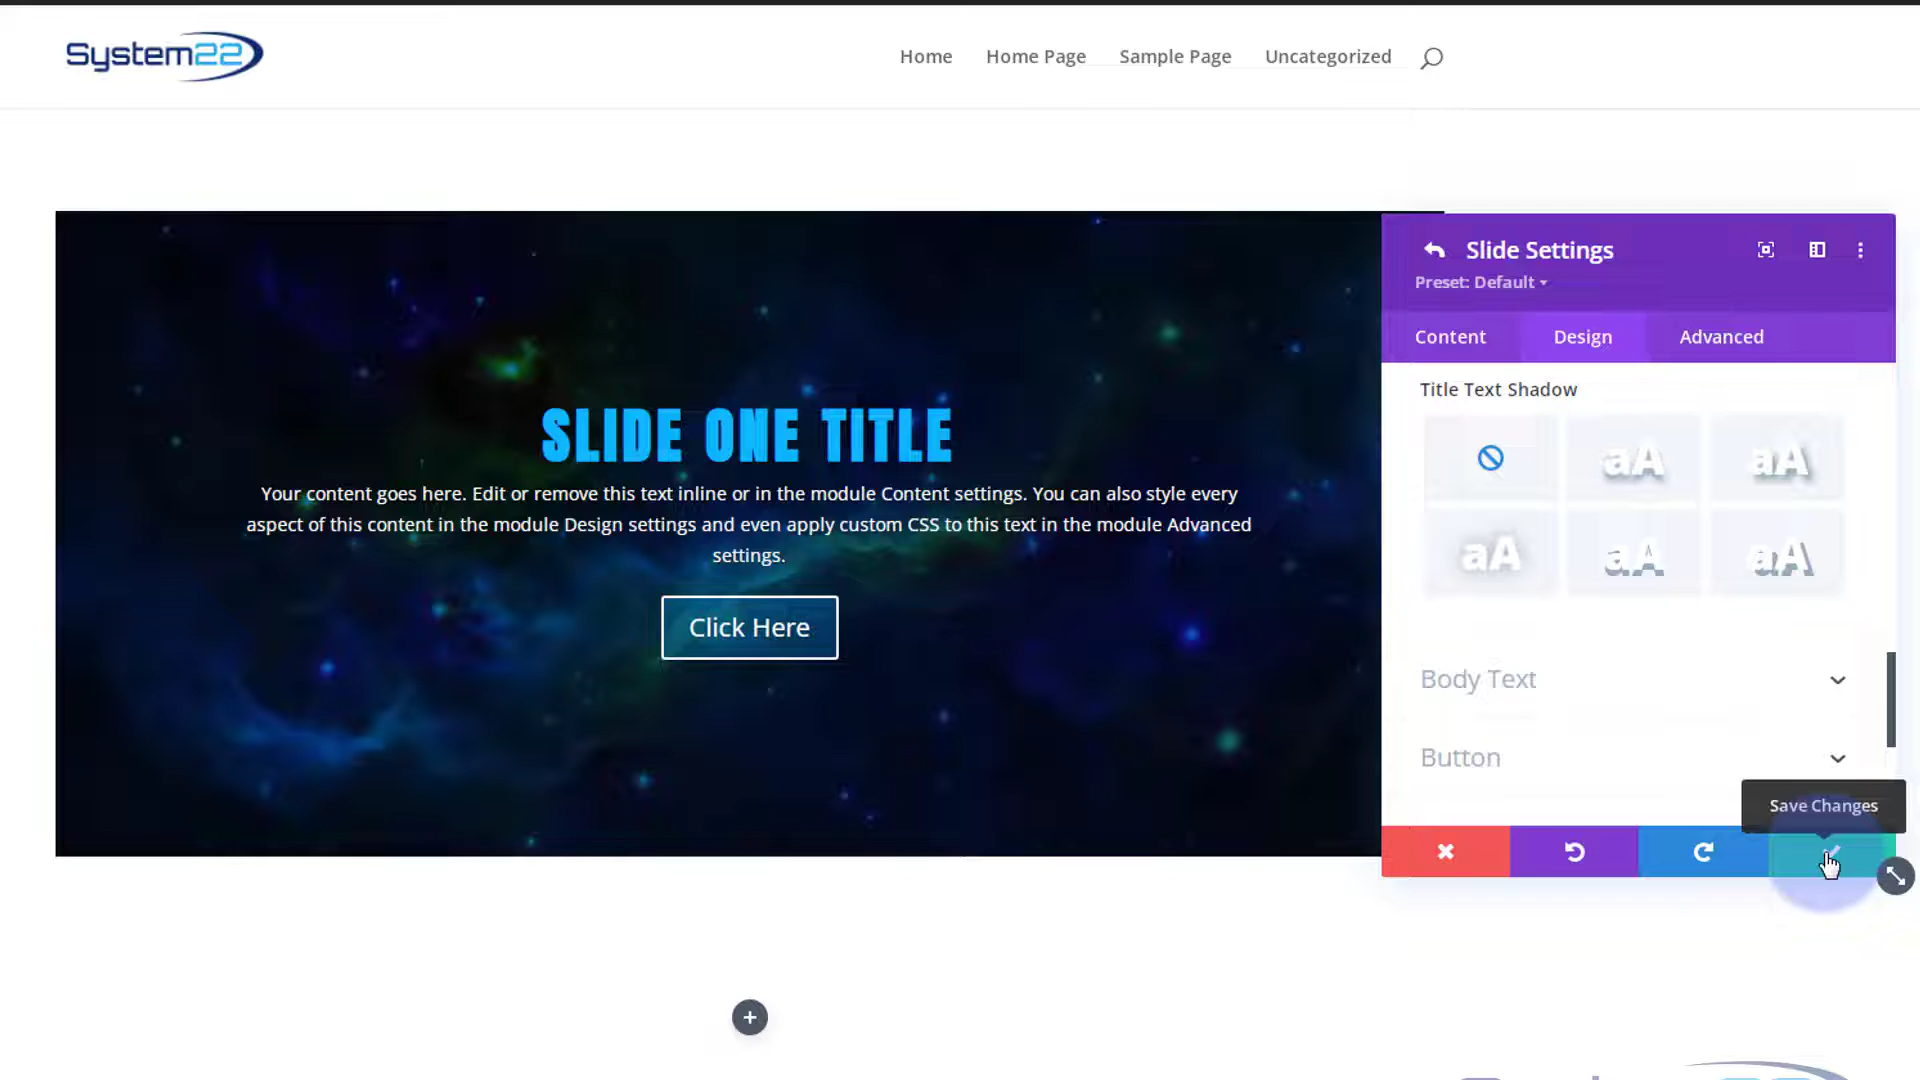 System22
Home
Home Page
Sample Page
Uncategorized
Slide Settings
Preset: Default
Content
Design
Advanced
Title Text Shadow
aA
aA
aA
aA
aA
SLIDE ONE TITLE
Your content goes here. Edit or remove this text inline or in the module Content settings. You can also style every
aspect of this content in the module Design settings and even apply custom CSS to this text in the module Advanced
settings.
Click Here
Body Text
Button
Save Changes